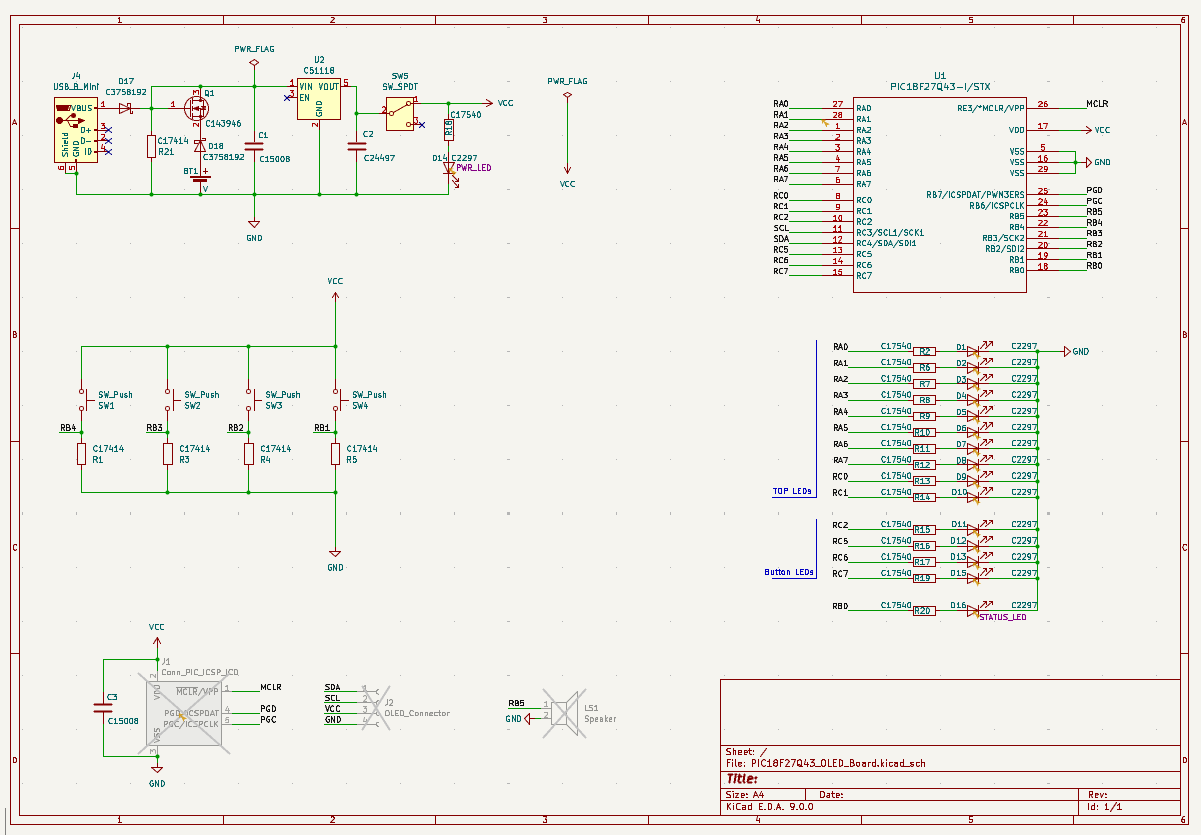 1 2 3 4 5 6
A A
B B
C C
D D
J4
USB_B_Mini
VBUS 1
D+ 3
D+ 2
ID 4
Shield
GND
6 5
D17
C3758192
C17414
R21
Q1
1
3
2
C143946
D18
C3758192
BT1 +
V
PWR_FLAG
C1
C15008
GND
U2
C51118
1 VIN VOUT 5
3 EN
GND
2
C2
C24497
SW5
SW_SPDT
1
2
3
VCC
C17540
R18
D14 C2297
PWR_LED
PWR_FLAG
VCC
U1
PIC18F27Q43-I/STX
RA0 27 RA0
RA1 28 RA1
RA2 1 RA2
RA3 2 RA3
RA4 3 RA4
RA5 4 RA5
RA6 7 RA6
RA7 6 RA7
RC0 8 RC0
RC1 9 RC1
RC2 10 RC2
SCL 11 RC3/SCL1/SCK1
SDA 12 RC4/SDA/SDI1
RC5 13 RC5
RC6 14 RC6
RC7 15 RC7
RE3/*MCLR/VPP 26 MCLR
VDD 17 VCC
VSS 5
VSS 16 GND
VSS 29
RB7/ICSPDAT/PWN3ERS 25 PGD
RB6/ICSPCLK 24 PGC
RB5 23 RB5
RB4 22 RB4
RB3/SCK2 21 RB3
RB2/SDI2 20 RB2
RB1 19 RB1
RB0 18 RB0
VCC
SW_Push
SW1
SW_Push
SW2
SW_Push
SW3
SW_Push
SW4
RB4 RB3 RB2 RB1
C17414
R1
C17414
R3
C17414
R4
C17414
R5
GND
RA0 C17540 R2 D1 C2297 GND
RA1 C17540 R6 D2 C2297
RA2 C17540 R7 D3 C2297
RA3 C17540 R8 D4 C2297
RA4 C17540 R9 D5 C2297
RA5 C17540 R10 D6 C2297
RA6 C17540 R11 D7 C2297
RA7 C17540 R12 D8 C2297
RC0 C17540 R13 D9 C2297
RC1 C17540 R14 D10 C2297
TOP LEDs
RC2 C17540 R15 D11 C2297
RC5 C17540 R16 D12 C2297
RC6 C17540 R17 D13 C2297
RC7 C17540 R19 D15 C2297
Button LEDs
RB0 C17540 R20 D16 C2297
STATUS_LED
VCC
J1
Conn_PIC_ICSP_ICD
2
VDD
MCLR/VPP 1 MCLR
PGD/ICSPDAT 4 PGD
PGC/ICSPCLK 5 PGC
VSS
3
C3
C15008
GND
SDA 1
SCL 2
VCC 3
GND 4
J2
OLED_Connector
RB5 1
GND 2
LS1
Speaker
Sheet: /
File: PIC18F27Q43_OLED_Board.kicad_sch
Title:
Size: A4 Date: Rev:
KiCad E.D.A. 9.0.0 Id: 1/1
1 2 3 4 5 6